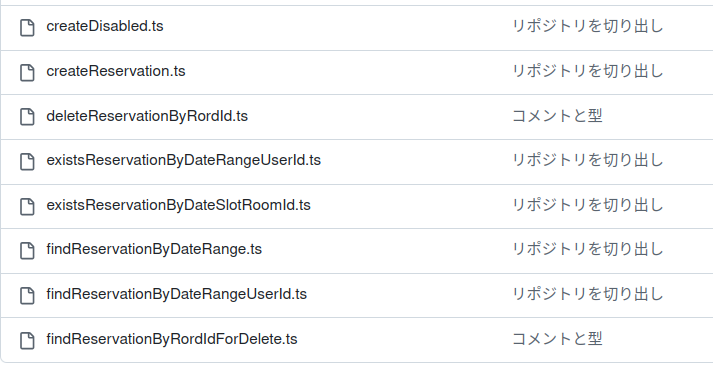 createDisabled.ts リポジトリを切り出し
createReservation.ts リポジトリを切り出し
deleteReservationByRordId.ts コメントと型
existsReservationByDateRangeUserId.ts リポジトリを切り出し
existsReservationByDateSlotRoomId.ts リポジトリを切り出し
findReservationByDateRange.ts リポジトリを切り出し
findReservationByDateRangeUserId.ts リポジトリを切り出し
findReservationByRordIdForDelete.ts コメントと型